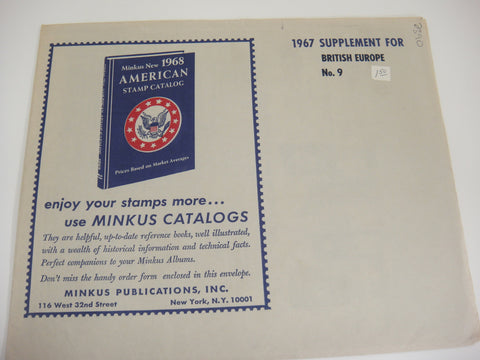 1967 SUPPLEMENT FOR
BRITISH EUROPE
No. 9
Minkus New 1968
AMERICAN
STAMP CATALOG
Prices Based on Market Averages
enjoy your stamps more...
use MINKUS CATALOGS
They are helpful, up-to-date reference books, well illustrated,
with a wealth of historical information and technical facts.
Perfect companions to your Minkus Albums.
Don't miss the handy order form enclosed in this envelope.
MINKUS PUBLICATIONS, INC.
116 West 32nd Street New York, N.Y. 10001